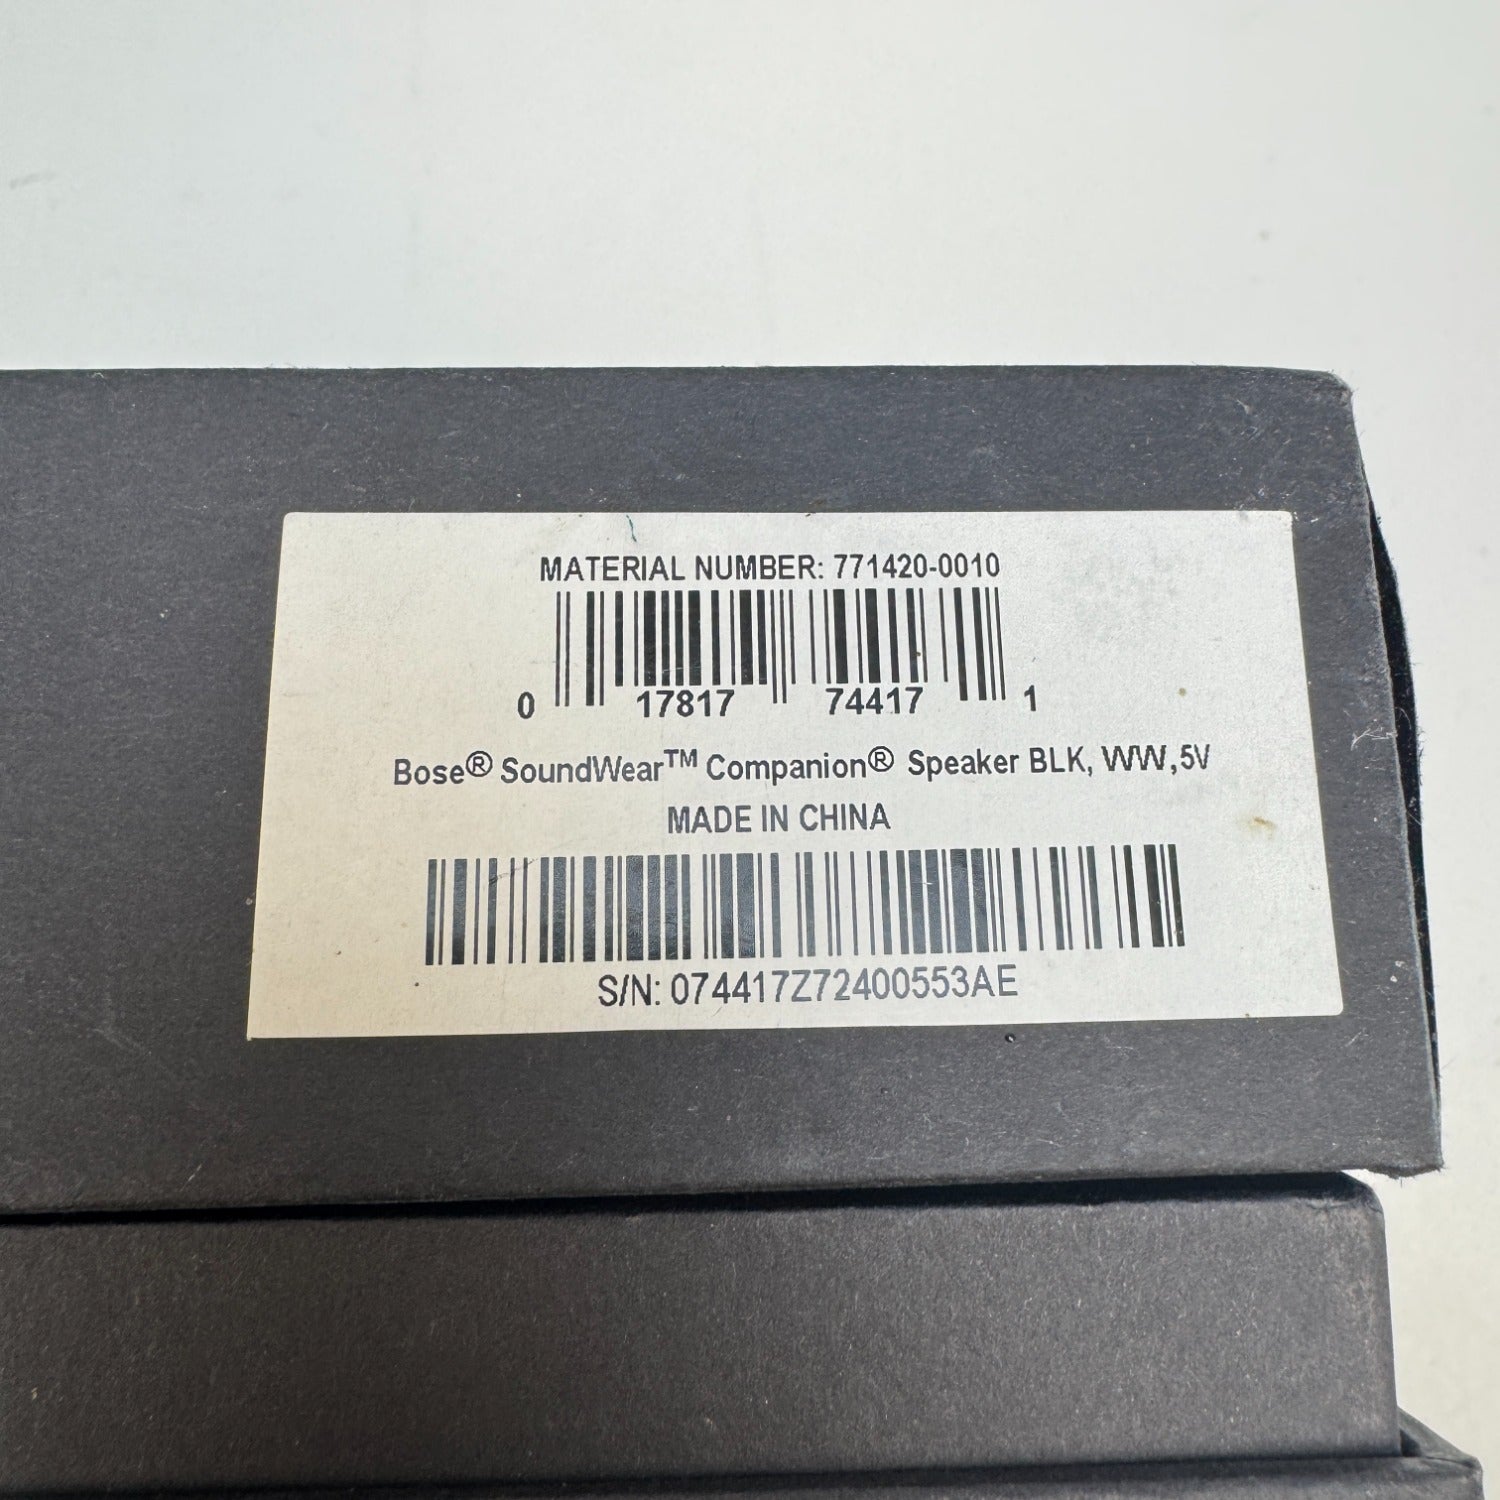 MATERIAL NUMBER: 771420-0010
0 17817 74417 1
Bose® SoundWear™ Companion® Speaker BLK, WW,5V
MADE IN CHINA
S/N: 074417Z72400553AE